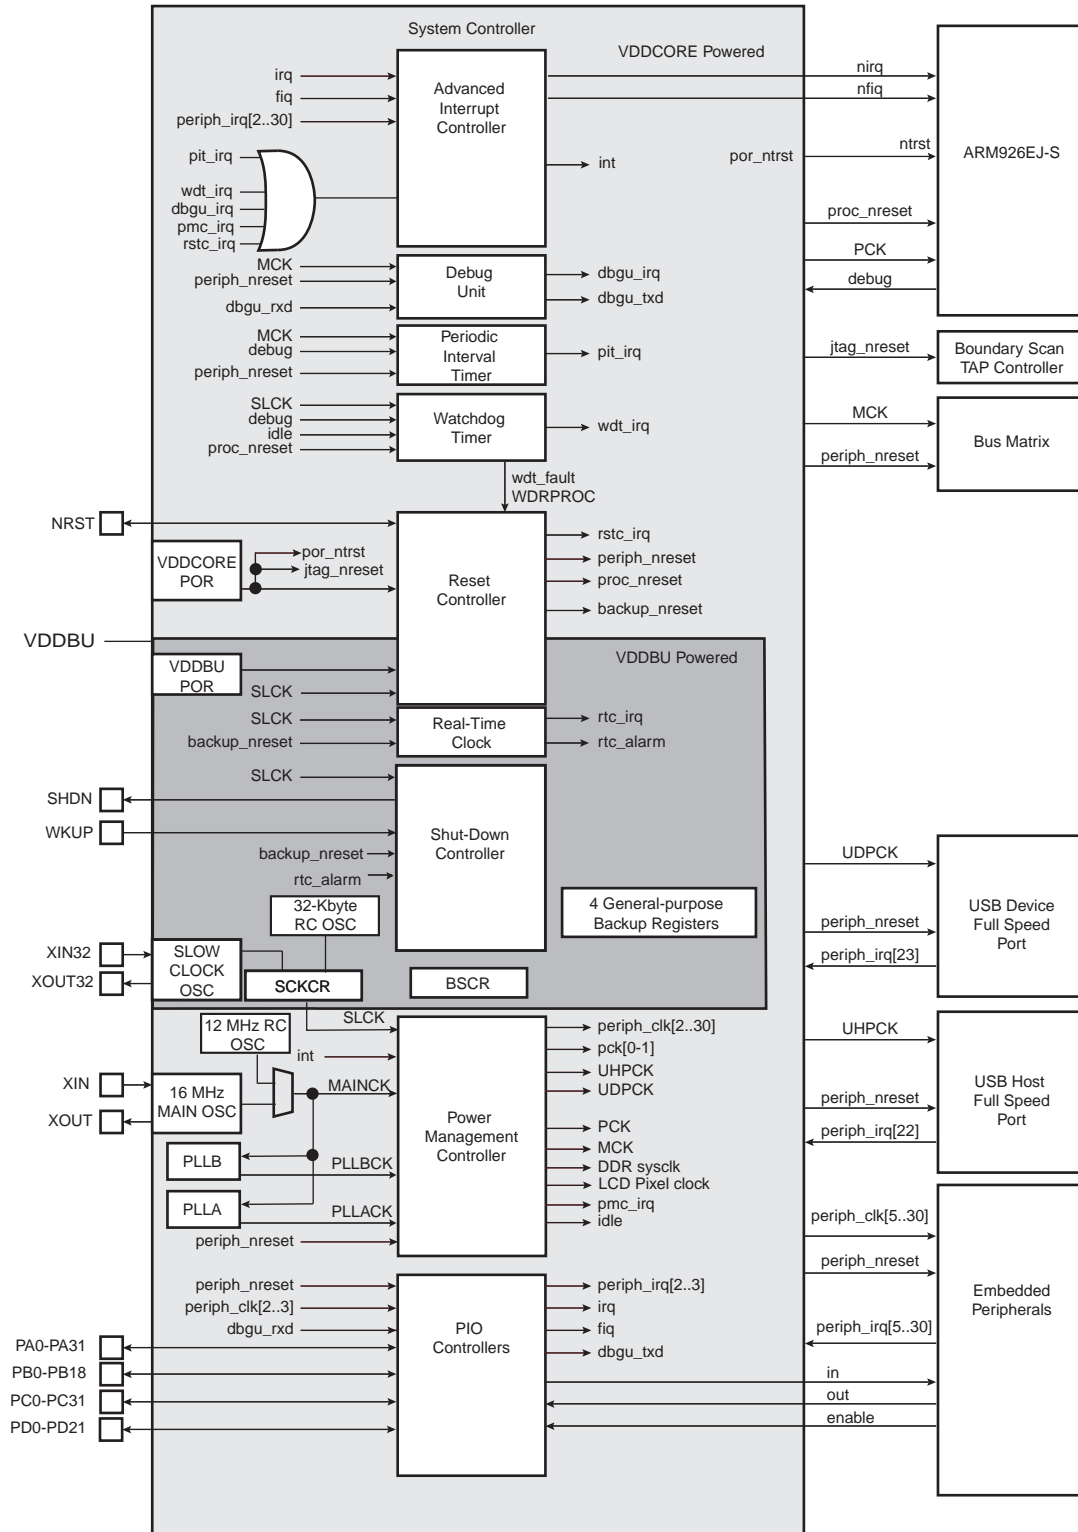 System Controller
VDDCORE Powered
irq
fiq
periph_irq[2..30]
pit_irq
wdt_irq
dbgu_irq
pmc_irq
rstc_irq
Advanced
Interrupt
Controller
int
nirq
nfiq
por_ntrst
ntrst
ARM926EJ-S
proc_nreset
PCK
debug
MCK
periph_nreset
dbgu_rxd
Debug
Unit
dbgu_irq
dbgu_txd
MCK
debug
periph_nreset
Periodic
Interval
Timer
pit_irq
jtag_nreset
Boundary Scan
TAP Controller
SLCK
debug
idle
proc_nreset
Watchdog
Timer
wdt_irq
MCK
periph_nreset
Bus Matrix
wdt_fault
WDRPROC
NRST
VDDCORE
POR
por_ntrst
jtag_nreset
Reset
Controller
rstc_irq
periph_nreset
proc_nreset
backup_nreset
VDDBU
VDDBU Powered
VDDBU
POR
SLCK
SLCK
backup_nreset
Real-Time
Clock
rtc_irq
rtc_alarm
SLCK
SHDN
WKUP
backup_nreset
rtc_alarm
Shut-Down
Controller
4 General-purpose
Backup Registers
UDPCK
periph_nreset
periph_irq[23]
USB Device
Full Speed
Port
32-Kbyte
RC OSC
XIN32
XOUT32
SLOW
CLOCK
OSC
SCKCR
BSCR
SLCK
12 MHz RC
OSC
int
XIN
XOUT
16 MHz
MAIN OSC
MAINCK
PLLB
PLLBCK
PLLA
PLLACK
periph_nreset
Power
Management
Controller
periph_clk[2..30]
pck[0-1]
UHPCK
UDPCK
PCK
MCK
DDR sysclk
LCD Pixel clock
pmc_irq
idle
UHPCK
periph_nreset
periph_irq[22]
USB Host
Full Speed
Port
periph_nreset
periph_clk[2..3]
dbgu_rxd
PA0-PA31
PB0-PB18
PC0-PC31
PD0-PD21
PIO
Controllers
periph_irq[2..3]
irq
fiq
dbgu_txd
periph_clk[5..30]
periph_nreset
periph_irq[5..30]
in
out
enable
Embedded
Peripherals